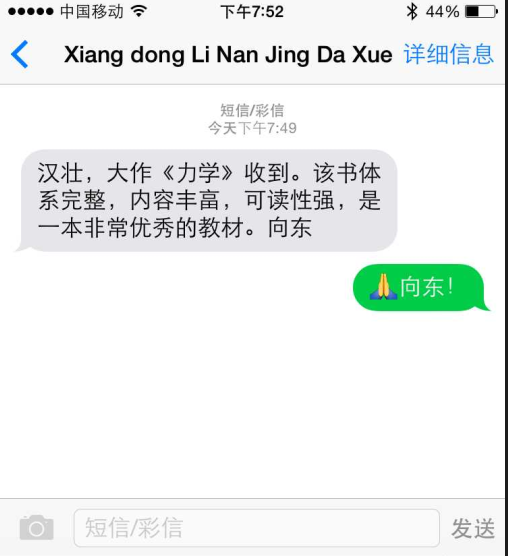 中国移动 下午7:52 44%
Xiang dong Li Nan Jing Da Xue 详细信息
短信/彩信
今天下午7:49
汉壮，大作《力学》收到。该书体
系完整，内容丰富，可读性强，是
一本非常优秀的教材。向东
🙏向东！
短信/彩信 发送